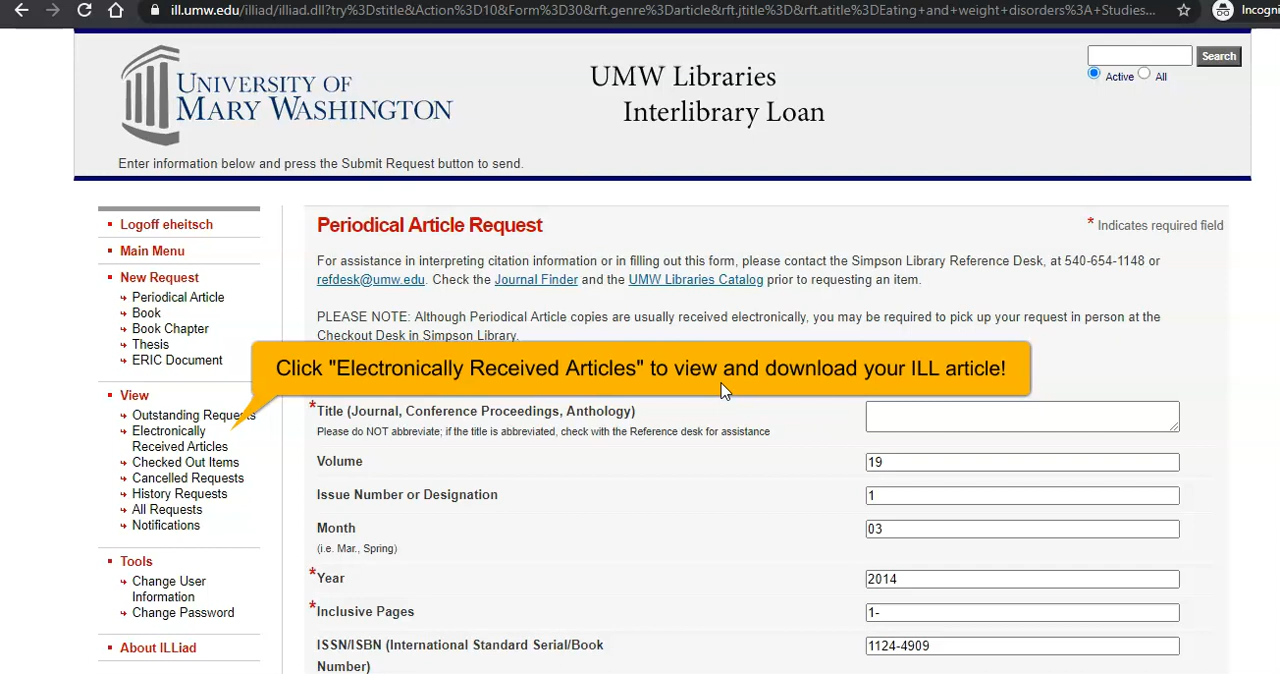 ill.umw.edu/illiad/illiad.dll?try%3Dstitle&Action%3D10&Form%3D30&rft.genre%3Darticle&rft.jtitle%3D&rft.atitle%3DEating+and+weight+disorders%3A+Studies...
Incogni
UNIVERSITY OF
MARY WASHINGTON
UMW Libraries
Interlibrary Loan
Search
Active All
Enter information below and press the Submit Request button to send.
Logoff eheitsch
Main Menu
New Request
Periodical Article
Book
Book Chapter
Thesis
ERIC Document
View
Outstanding Requests
Electronically
Received Articles
Checked Out Items
Cancelled Requests
History Requests
All Requests
Notifications
Tools
Change User
Information
Change Password
About ILLiad
Periodical Article Request
* Indicates required field
For assistance in interpreting citation information or in filling out this form, please contact the Simpson Library Reference Desk, at 540-654-1148 or
refdesk@umw.edu. Check the Journal Finder and the UMW Libraries Catalog prior to requesting an item.
PLEASE NOTE: Although Periodical Article copies are usually received electronically, you may be required to pick up your request in person at the
Checkout Desk in Simpson Library.
Click "Electronically Received Articles" to view and download your ILL article!
*Title (Journal, Conference Proceedings, Anthology)
Please do NOT abbreviate; if the title is abbreviated, check with the Reference desk for assistance
Volume 19
Issue Number or Designation 1
Month 03
(i.e. Mar., Spring)
*Year 2014
*Inclusive Pages 1-
ISSN/ISBN (International Standard Serial/Book 1124-4909
Number)